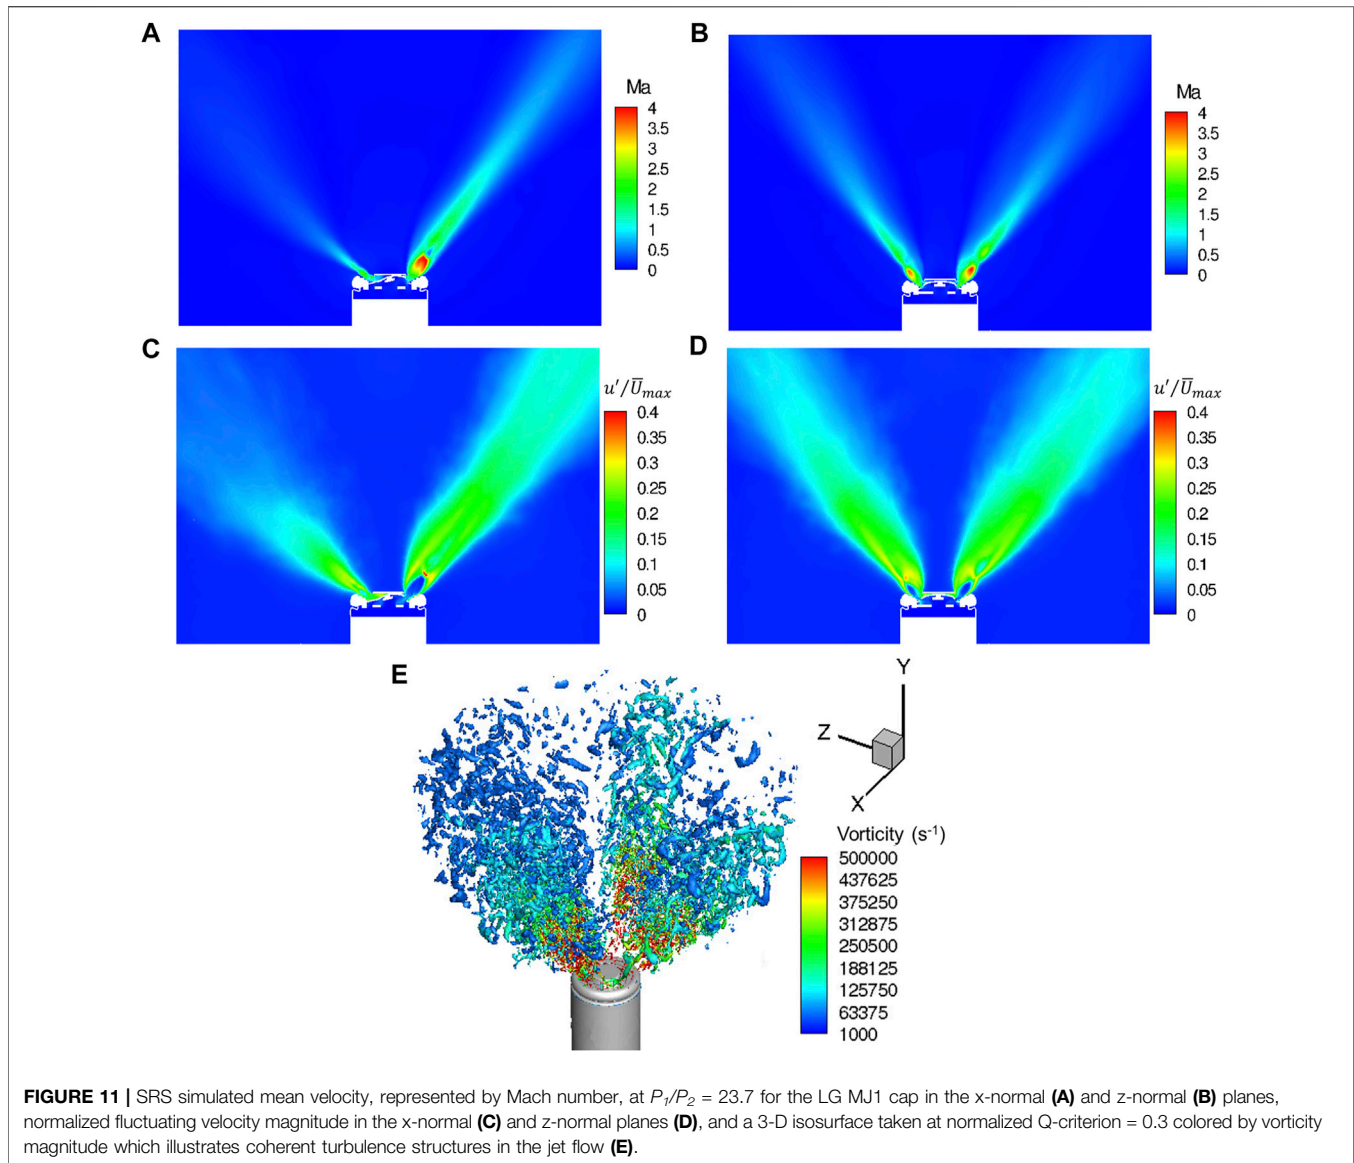 A
Ma
4
3.5
3
2.5
2
1.5
1
0.5
0
B
Ma
4
3.5
3
2.5
2
1.5
1
0.5
0
C
u′/U̅max
0.4
0.35
0.3
0.25
0.2
0.15
0.1
0.05
0
D
u′/U̅max
0.4
0.35
0.3
0.25
0.2
0.15
0.1
0.05
0
E
Y
Z
X
Vorticity (s-1)
500000
437625
375250
312875
250500
188125
125750
63375
1000
FIGURE 11 | SRS simulated mean velocity, represented by Mach number, at P1/P2 = 23.7 for the LG MJ1 cap in the x-normal (A) and z-normal (B) planes,
normalized fluctuating velocity magnitude in the x-normal (C) and z-normal planes (D), and a 3-D isosurface taken at normalized Q-criterion = 0.3 colored by vorticity
magnitude which illustrates coherent turbulence structures in the jet flow (E).